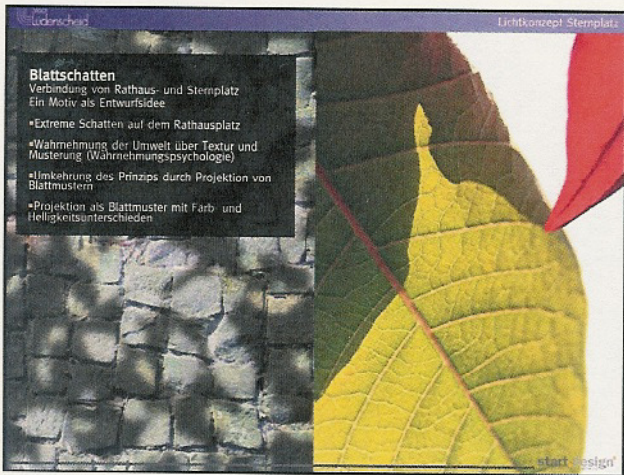 Lüdenscheid
Lichtkonzept Sternplatz
Blattschatten
Verbindung von Rathaus- und Sternplatz
Ein Motiv als Entwurfsidee
▪Extreme Schatten auf dem Rathausplatz
▪Wahrnehmung der Umwelt über Textur und
Musterung (Wahrnehmungspsychologie)
▪Umkehrung des Prinzips durch Projektion von
Blattmustern
▪Projektion als Blattmuster mit Farb- und
Helligkeitsunterschieden
start design